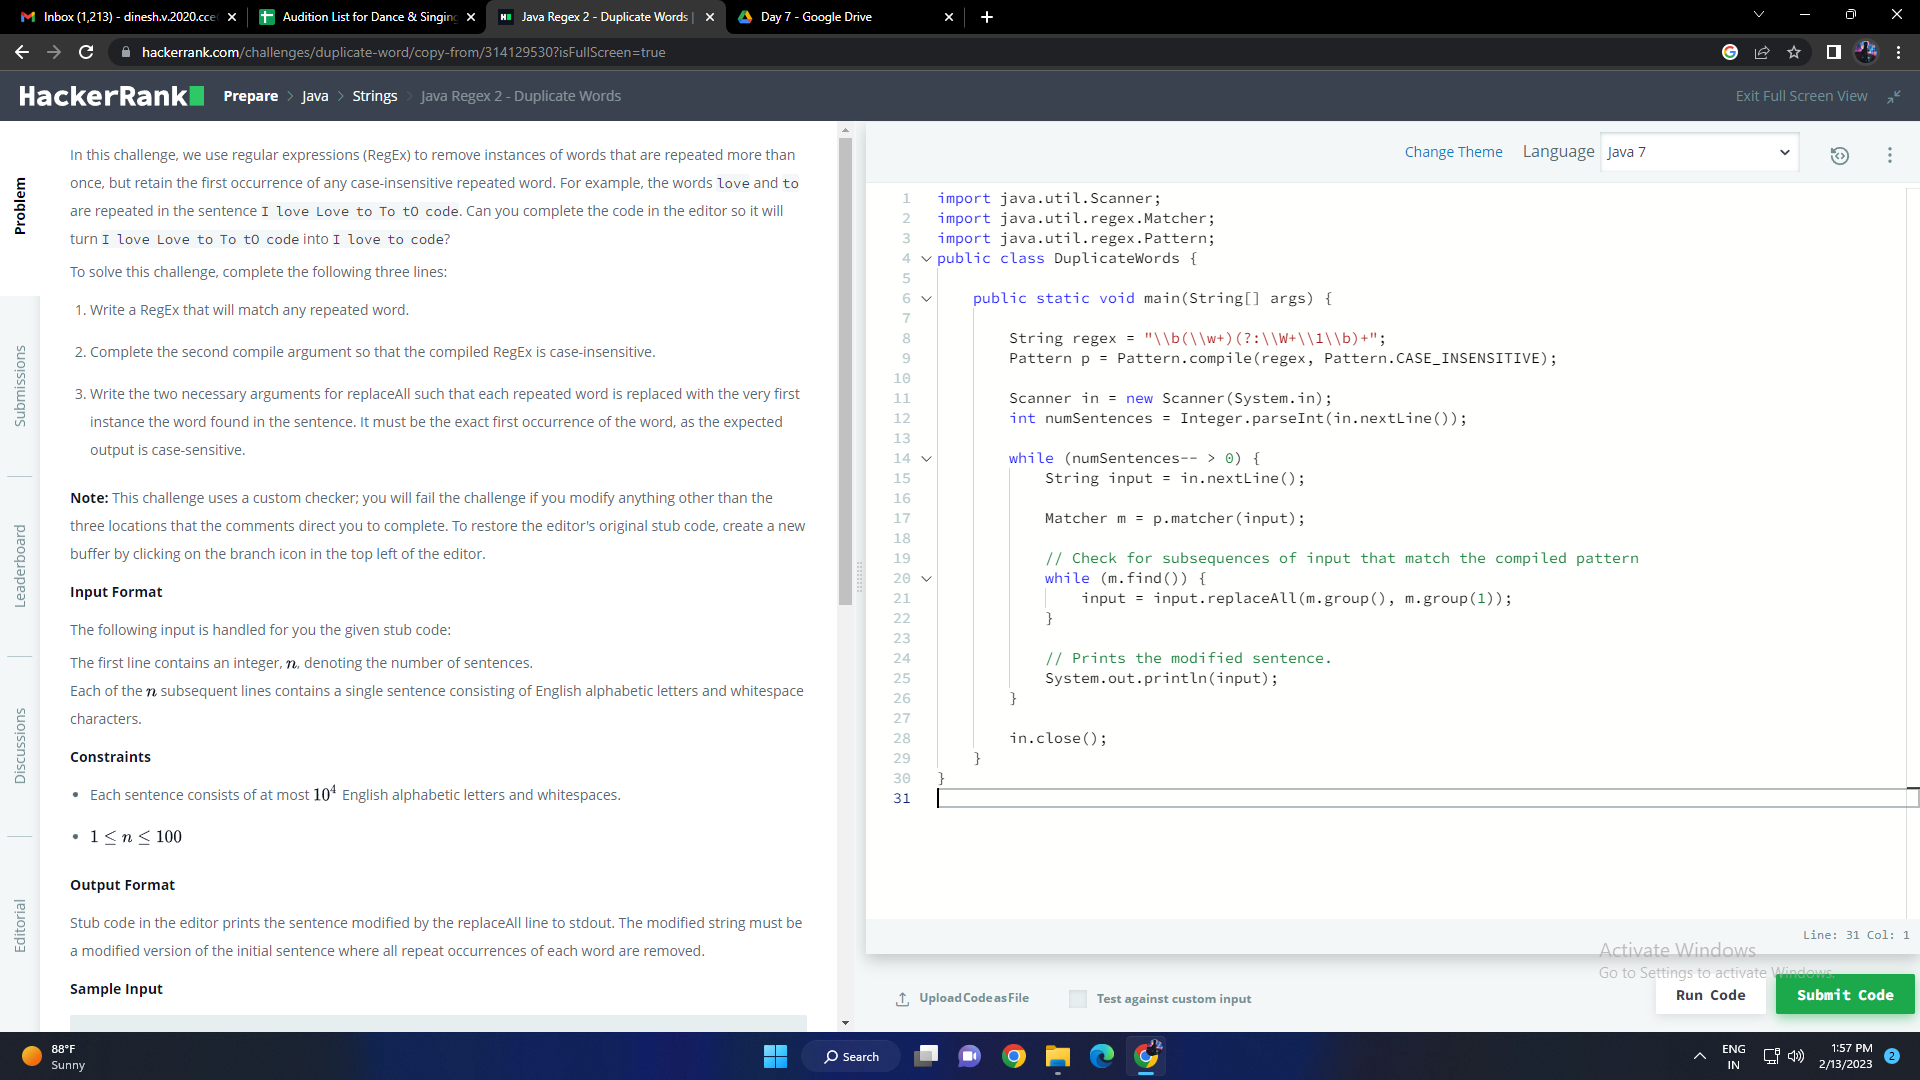 Inbox (1,213) - dinesh.v.2020.cce
Audition List for Dance & Singing
Java Regex 2 - Duplicate Words |
Day 7 - Google Drive
hackerrank.com/challenges/duplicate-word/copy-from/314129530?isFullScreen=true
HackerRank
Prepare > Java > Strings > Java Regex 2 - Duplicate Words
Exit Full Screen View
Problem
Submissions
Leaderboard
Discussions
Editorial
In this challenge, we use regular expressions (RegEx) to remove instances of words that are repeated more than
once, but retain the first occurrence of any case-insensitive repeated word. For example, the words love and to
are repeated in the sentence I love Love to To tO code. Can you complete the code in the editor so it will
turn I love Love to To tO code into I love to code?
To solve this challenge, complete the following three lines:
1. Write a RegEx that will match any repeated word.
2. Complete the second compile argument so that the compiled RegEx is case-insensitive.
3. Write the two necessary arguments for replaceAll such that each repeated word is replaced with the very first
instance the word found in the sentence. It must be the exact first occurrence of the word, as the expected
output is case-sensitive.
Note: This challenge uses a custom checker; you will fail the challenge if you modify anything other than the
three locations that the comments direct you to complete. To restore the editor's original stub code, create a new
buffer by clicking on the branch icon in the top left of the editor.
Input Format
The following input is handled for you the given stub code:
The first line contains an integer, n, denoting the number of sentences.
Each of the n subsequent lines contains a single sentence consisting of English alphabetic letters and whitespace
characters.
Constraints
• Each sentence consists of at most 10⁴ English alphabetic letters and whitespaces.
• 1 ≤ n ≤ 100
Output Format
Stub code in the editor prints the sentence modified by the replaceAll line to stdout. The modified string must be
a modified version of the initial sentence where all repeat occurrences of each word are removed.
Sample Input
Change Theme Language Java 7
1 import java.util.Scanner;
2 import java.util.regex.Matcher;
3 import java.util.regex.Pattern;
4 public class DuplicateWords {
5
6 public static void main(String[] args) {
7
8 String regex = "\\b(\\w+)(?:\\W+\\1\\b)+";
9 Pattern p = Pattern.compile(regex, Pattern.CASE_INSENSITIVE);
10
11 Scanner in = new Scanner(System.in);
12 int numSentences = Integer.parseInt(in.nextLine());
13
14 while (numSentences-- > 0) {
15 String input = in.nextLine();
16
17 Matcher m = p.matcher(input);
18
19 // Check for subsequences of input that match the compiled pattern
20 while (m.find()) {
21 input = input.replaceAll(m.group(), m.group(1));
22 }
23
24 // Prints the modified sentence.
25 System.out.println(input);
26 }
27
28 in.close();
29 }
30 }
31
Line: 31 Col: 1
Activate Windows
Go to Settings to activate Windows.
Upload Code as File
Test against custom input
Run Code
Submit Code
88°F
Sunny
Search
ENG
IN
1:57 PM
2/13/2023
2